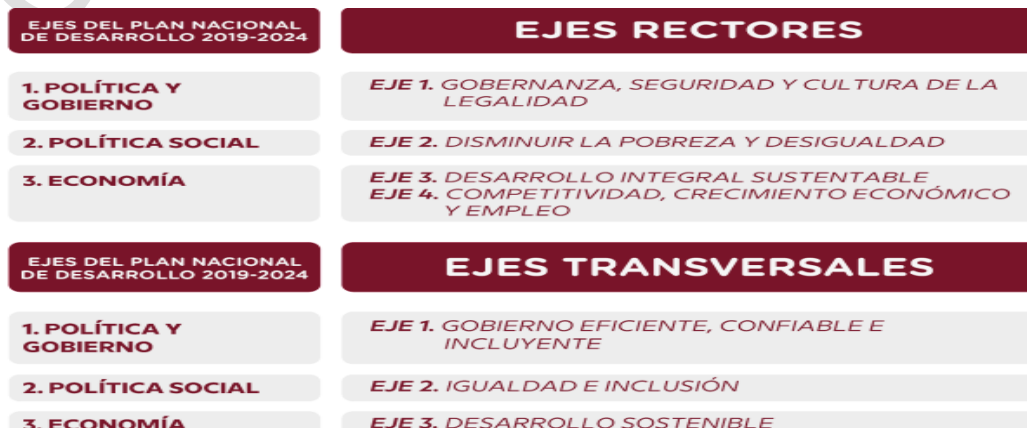 EJES DEL PLAN NACIONAL
DE DESARROLLO 2019-2024
EJES RECTORES
1. POLÍTICA Y
GOBIERNO
EJE 1. GOBERNANZA, SEGURIDAD Y CULTURA DE LA
LEGALIDAD
2. POLÍTICA SOCIAL
EJE 2. DISMINUIR LA POBREZA Y DESIGUALDAD
3. ECONOMÍA
EJE 3. DESARROLLO INTEGRAL SUSTENTABLE
EJE 4. COMPETITIVIDAD, CRECIMIENTO ECONÓMICO
Y EMPLEO
EJES DEL PLAN NACIONAL
DE DESARROLLO 2019-2024
EJES TRANSVERSALES
1. POLÍTICA Y
GOBIERNO
EJE 1. GOBIERNO EFICIENTE, CONFIABLE E
INCLUYENTE
2. POLÍTICA SOCIAL
EJE 2. IGUALDAD E INCLUSIÓN
3. ECONOMÍA
EJE 3. DESARROLLO SOSTENIBLE